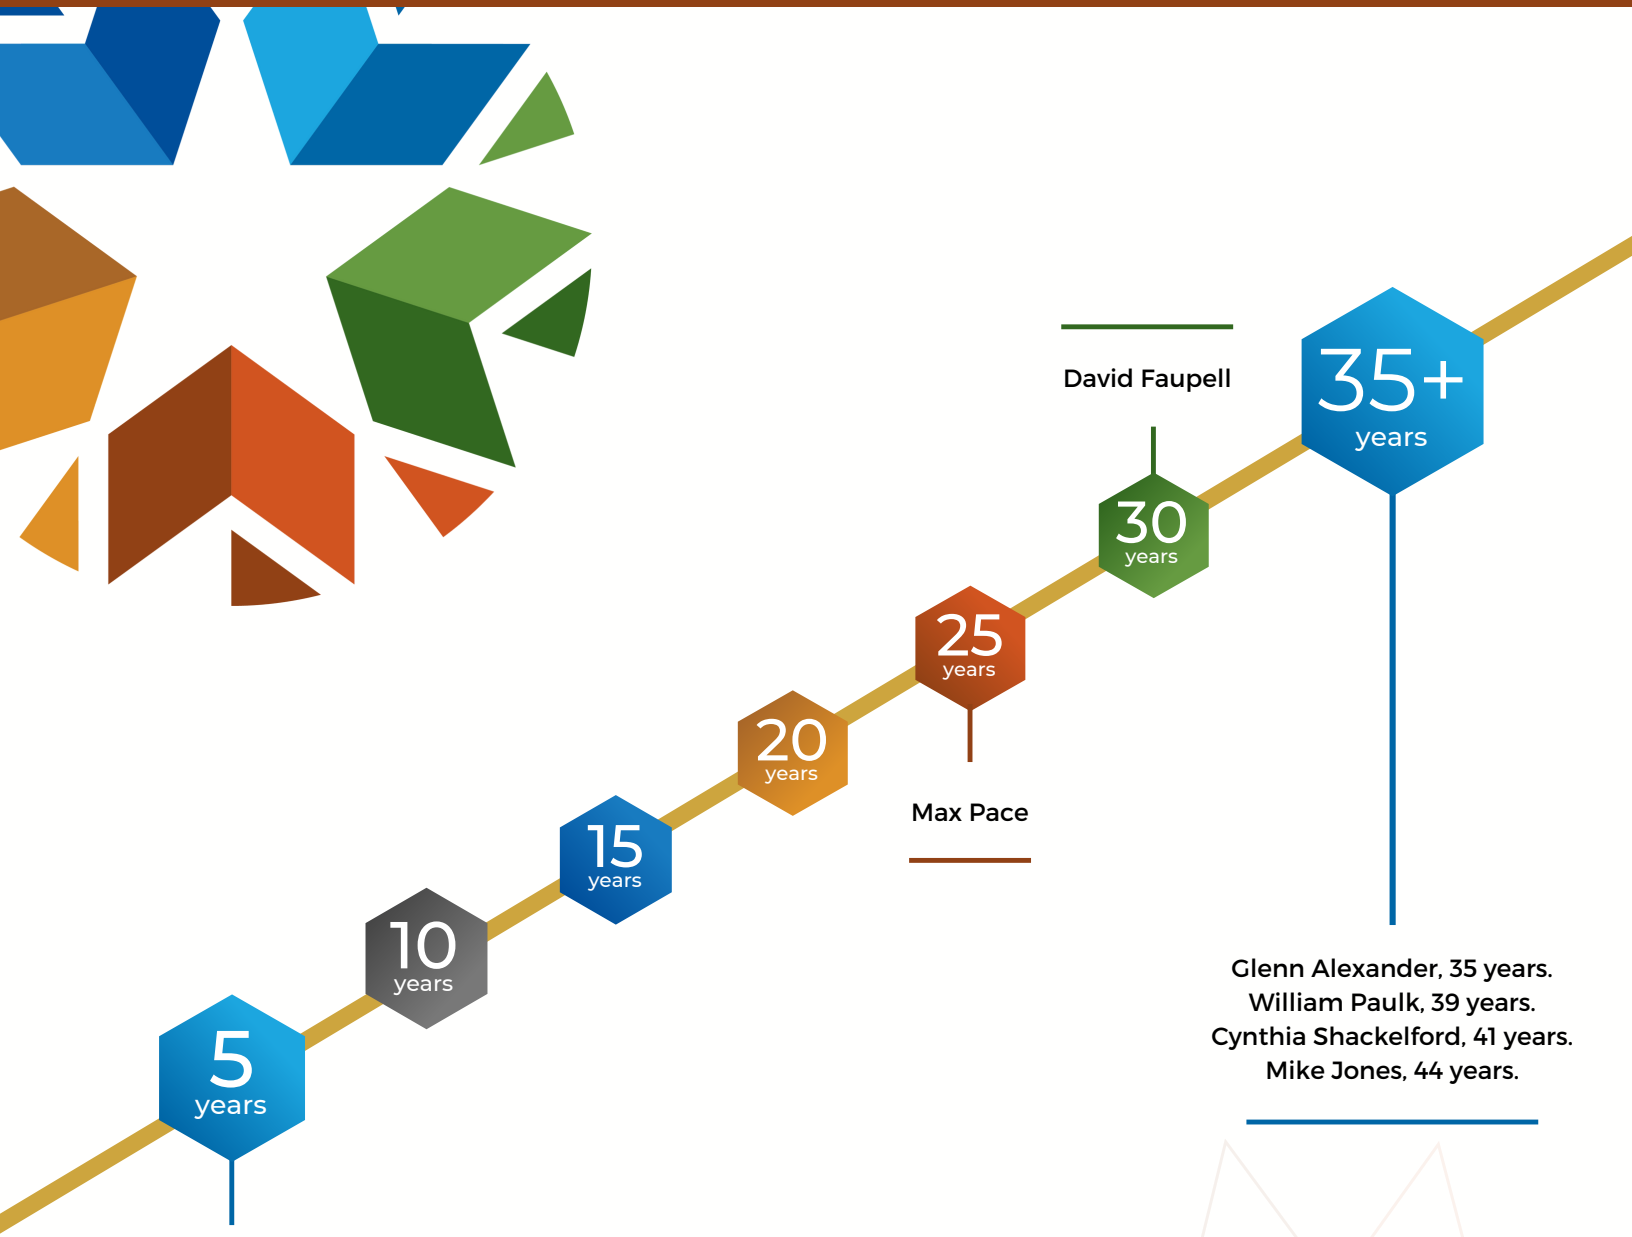 David Faupell
35+
years
30
years
25
years
20
years
Max Pace
15
years
10
years
Glenn Alexander, 35 years.
William Paulk, 39 years.
Cynthia Shackelford, 41 years.
Mike Jones, 44 years.
5
years